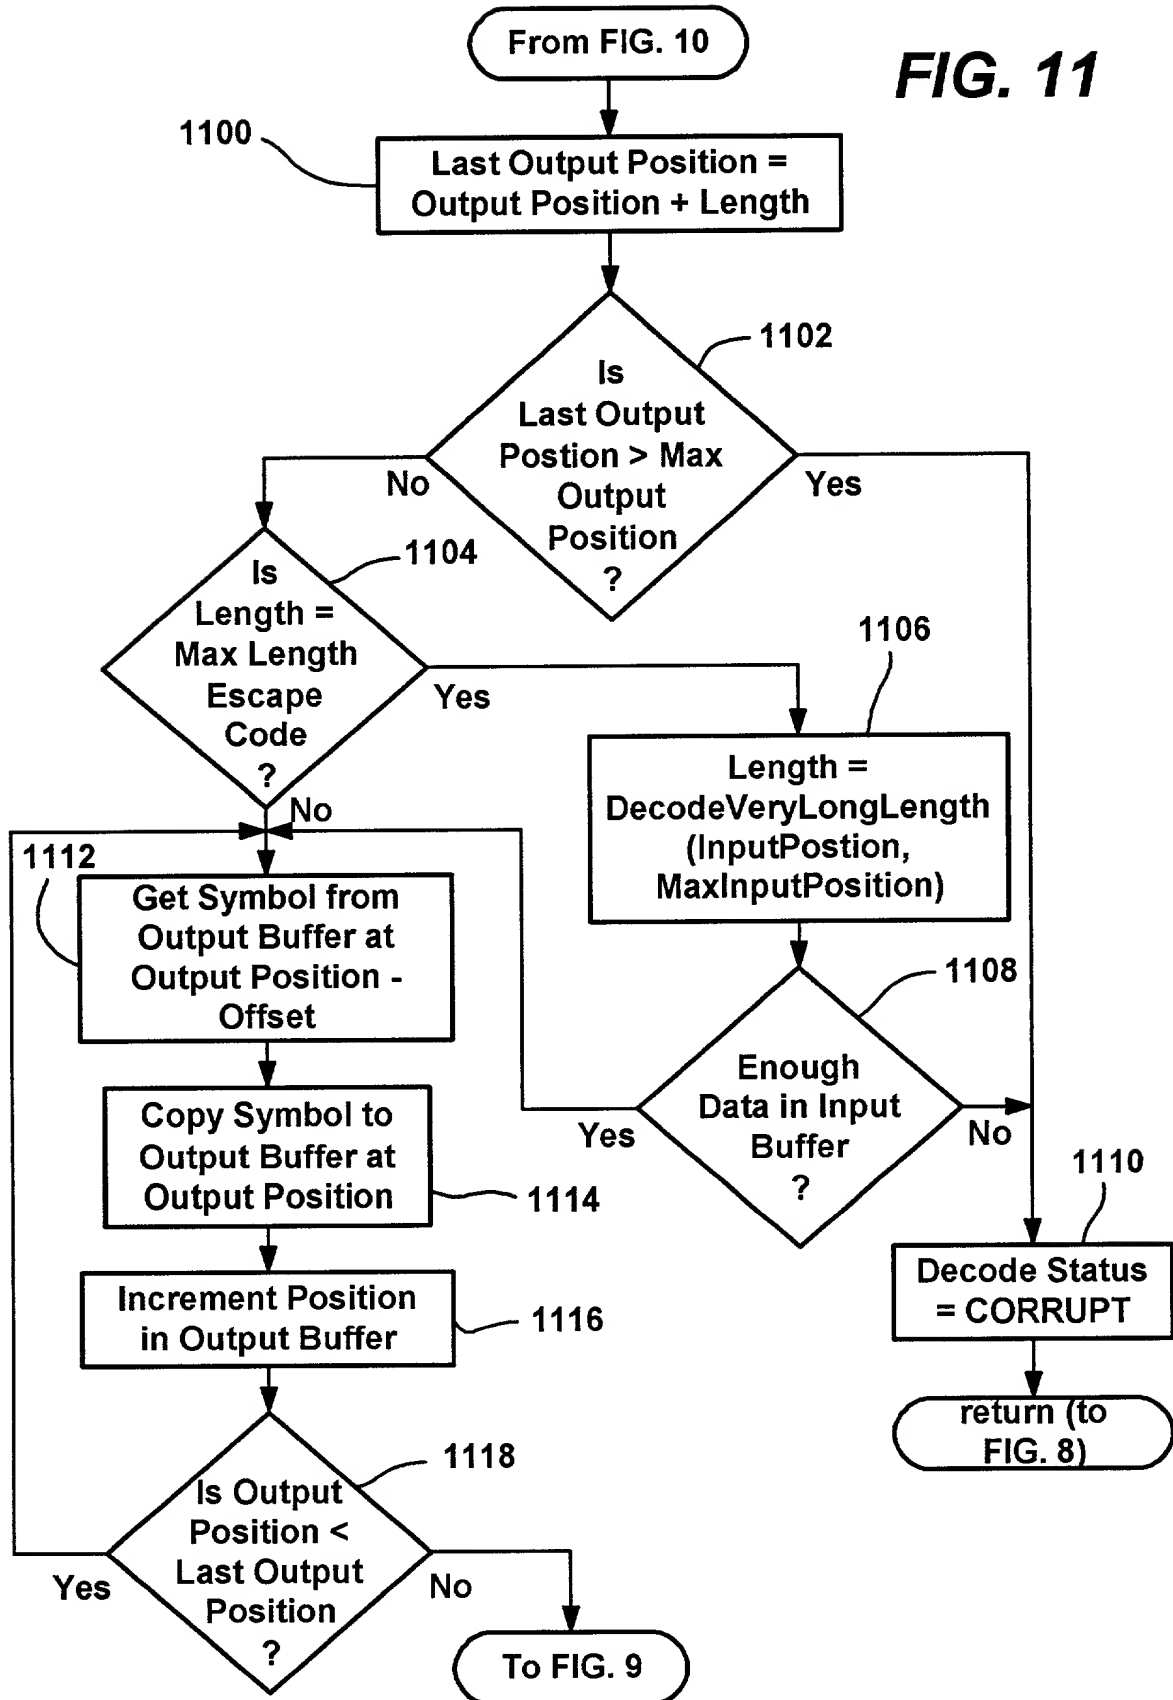 From FIG. 10
FIG. 11
1100
Last Output Position =
Output Position + Length
1102
Is
Last Output
Postion > Max
Output
Position
?
No
Yes
1104
Is
Length =
Max Length
Escape
Code
?
Yes
No
1106
Length =
DecodeVeryLongLength
(InputPostion,
MaxInputPosition)
1112
Get Symbol from
Output Buffer at
Output Position -
Offset
1108
Enough
Data in Input
Buffer
?
Yes
No
Copy Symbol to
Output Buffer at
Output Position
1114
1110
Decode Status
= CORRUPT
Increment Position
in Output Buffer
1116
return (to
FIG. 8)
1118
Is Output
Position <
Last Output
Position
?
Yes
No
To FIG. 9